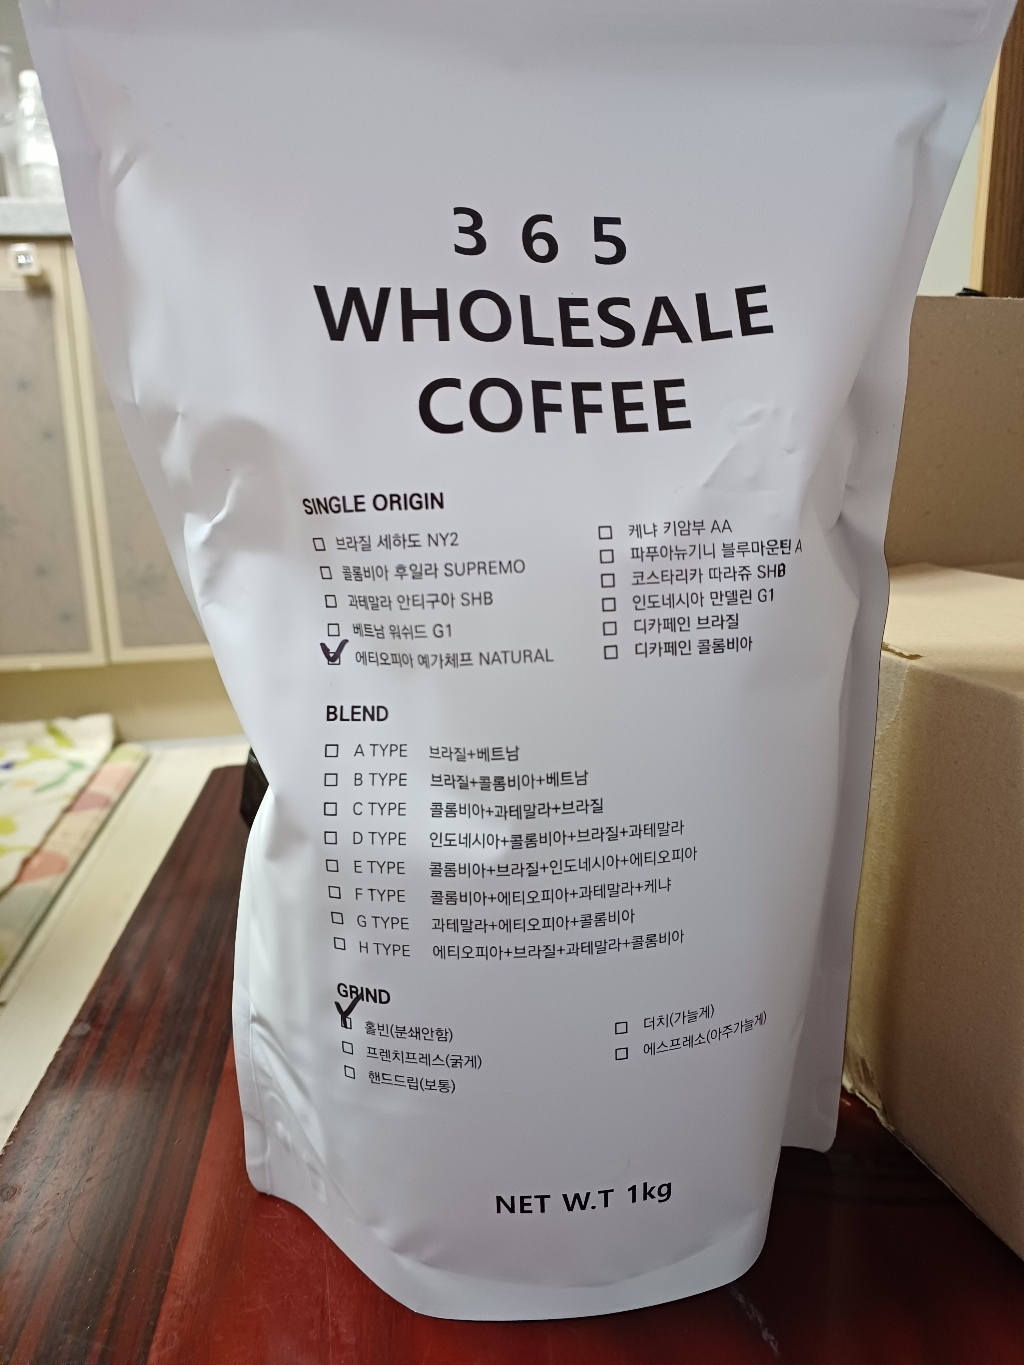 3 6 5
WHOLESALE
COFFEE
SINGLE ORIGIN
브라질 세하도 NY2
콜롬비아 후일라 SUPREMO
과테말라 안티구아 SHB
베트남 워쉬드 G1
에티오피아 예가체프 NATURAL
케냐 키암부 AA
파푸아뉴기니 블루마운틴 A
코스타리카 따라쥬 SHB
인도네시아 만델린 G1
디카페인 브라질
디카페인 콜롬비아
BLEND
A TYPE 브라질+베트남
B TYPE 브라질+콜롬비아+베트남
C TYPE 콜롬비아+과테말라+브라질
D TYPE 인도네시아+콜롬비아+브라질+과테말라
E TYPE 콜롬비아+브라질+인도네시아+에티오피아
F TYPE 콜롬비아+에티오피아+과테말라+케냐
G TYPE 과테말라+에티오피아+콜롬비아
H TYPE 에티오피아+브라질+과테말라+콜롬비아
GRIND
홀빈(분쇄안함)
프렌치프레스(굵게)
핸드드립(보통)
더치(가늘게)
에스프레소(아주가늘게)
NET W.T 1kg